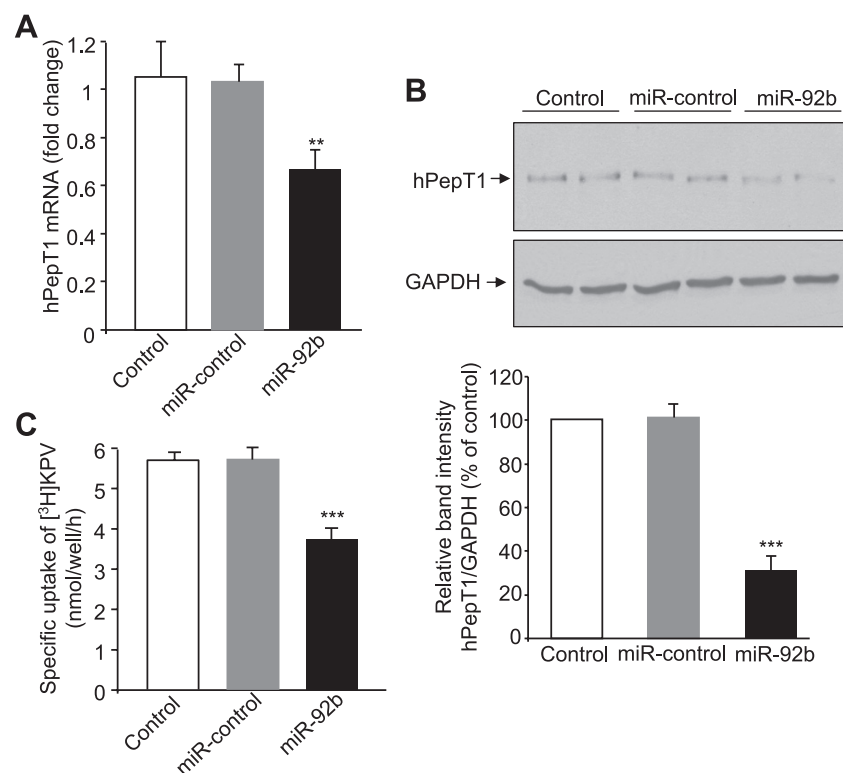 A
hPepT1 mRNA (fold change)
1.2
1
0.8
0.6
0.4
0.2
0
**
Control
miR-control
miR-92b
B
Control miR-control miR-92b
hPepT1
GAPDH
Relative band intensity
hPepT1/GAPDH (% of control)
120
100
80
60
40
20
0
***
Control miR-control miR-92b
C
Specific uptake of [³H]KPV
(nmol/well/h)
6
5
4
3
2
1
0
***
Control
miR-control
miR-92b